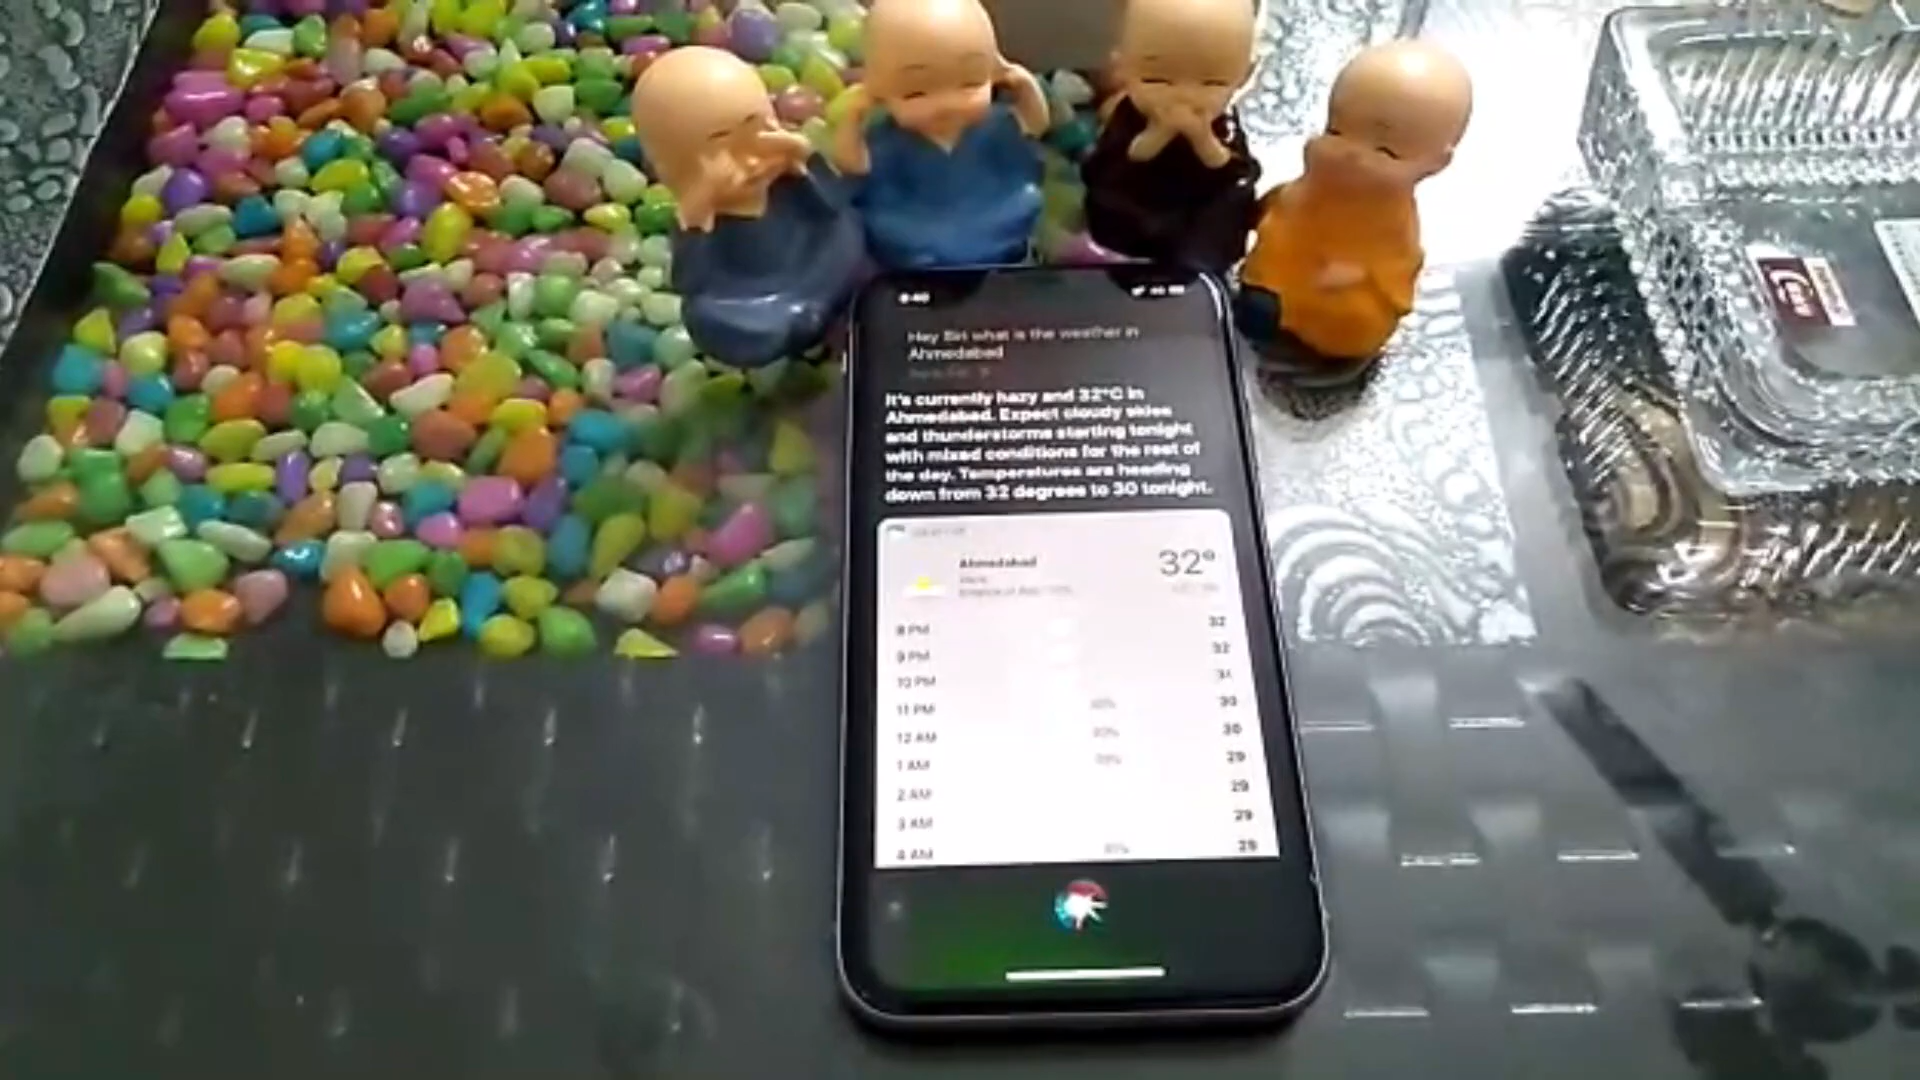 8:40
Hey Siri what is the weather in
Ahmedabad
It's currently hazy and 32°C in
Ahmedabad. Expect cloudy skies
and thunderstorms starting tonight
with mixed conditions for the rest of
the day. Temperatures are heading
down from 32 degrees to 30 tonight.
Ahmedabad 32°
8 PM 32
9 PM 32
10 PM 31
11 PM 30
12 AM 30
1 AM 29
2 AM 29
3 AM 29
4 AM